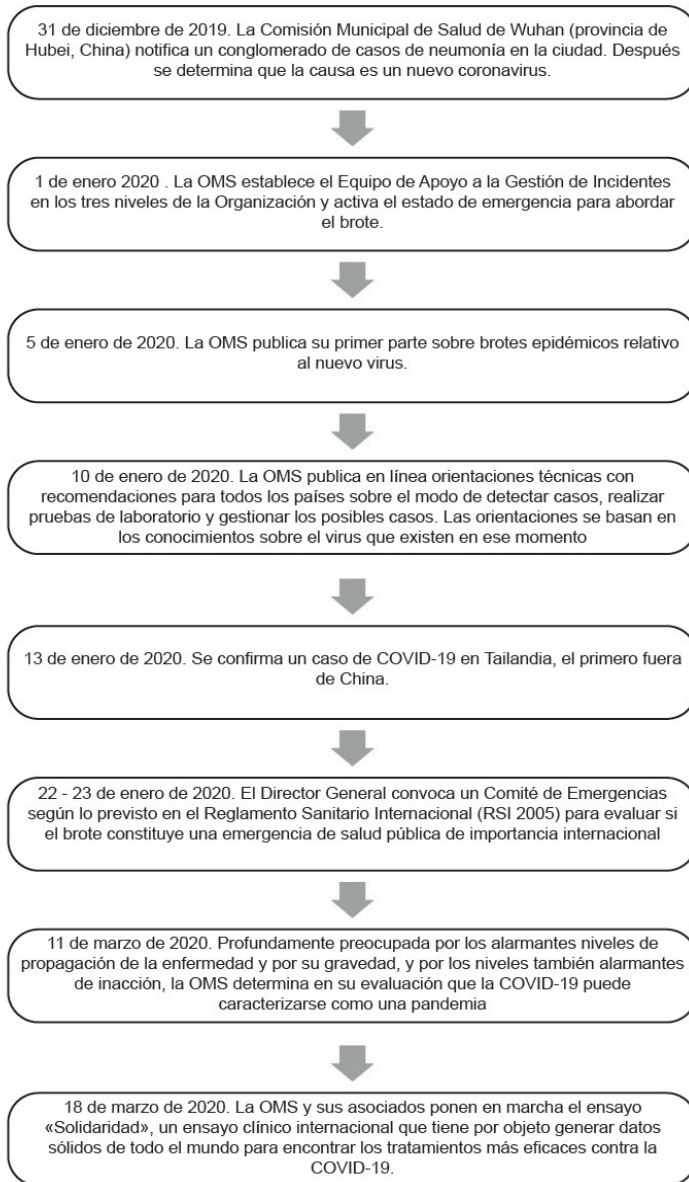 31 de diciembre de 2019. La Comisión Municipal de Salud de Wuhan (provincia de
Hubei, China) notifica un conglomerado de casos de neumonía en la ciudad. Después
se determina que la causa es un nuevo coronavirus.
1 de enero 2020 . La OMS establece el Equipo de Apoyo a la Gestión de Incidentes
en los tres niveles de la Organización y activa el estado de emergencia para abordar
el brote.
5 de enero de 2020. La OMS publica su primer parte sobre brotes epidémicos relativo
al nuevo virus.
10 de enero de 2020. La OMS publica en línea orientaciones técnicas con
recomendaciones para todos los países sobre el modo de detectar casos, realizar
pruebas de laboratorio y gestionar los posibles casos. Las orientaciones se basan en
los conocimientos sobre el virus que existen en ese momento
13 de enero de 2020. Se confirma un caso de COVID-19 en Tailandia, el primero fuera
de China.
22 - 23 de enero de 2020. El Director General convoca un Comité de Emergencias
según lo previsto en el Reglamento Sanitario Internacional (RSI 2005) para evaluar si
el brote constituye una emergencia de salud pública de importancia internacional
11 de marzo de 2020. Profundamente preocupada por los alarmantes niveles de
propagación de la enfermedad y por su gravedad, y por los niveles también alarmantes
de inacción, la OMS determina en su evaluación que la COVID-19 puede
caracterizarse como una pandemia
18 de marzo de 2020. La OMS y sus asociados ponen en marcha el ensayo
«Solidaridad», un ensayo clínico internacional que tiene por objeto generar datos
sólidos de todo el mundo para encontrar los tratamientos más eficaces contra la
COVID-19.